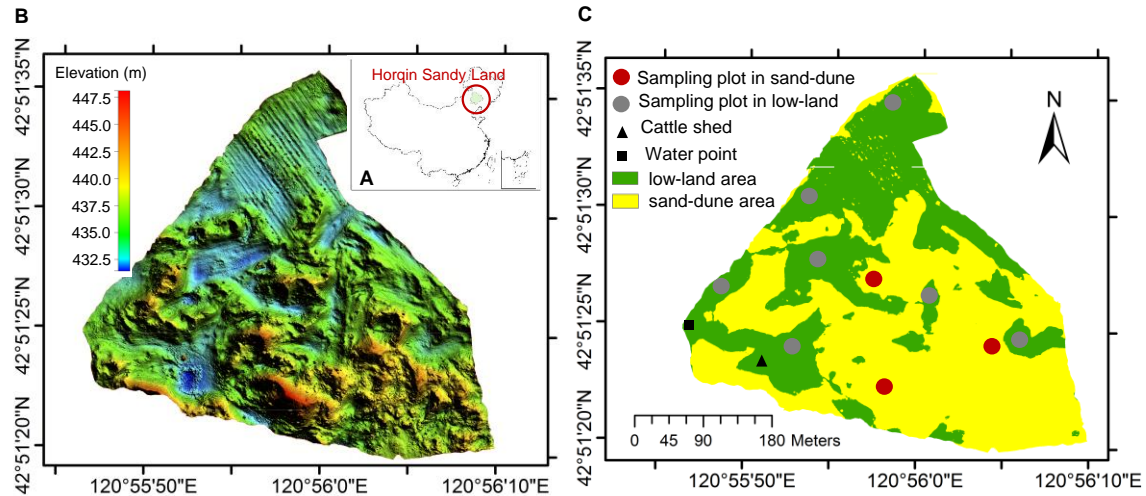 B
Elevation (m)
447.5
445.0
442.5
440.0
437.5
435.0
432.5
Horqin Sandy Land
A
42°51'35"N
42°51'30"N
42°51'25"N
42°51'20"N
120°55'50"E
120°56'0"E
120°56'10"E
C
Sampling plot in sand-dune
Sampling plot in low-land
Cattle shed
Water point
low-land area
sand-dune area
N
42°51'35"N
42°51'30"N
42°51'25"N
42°51'20"N
0 45 90 180 Meters
120°55'50"E
120°56'0"E
120°56'10"E